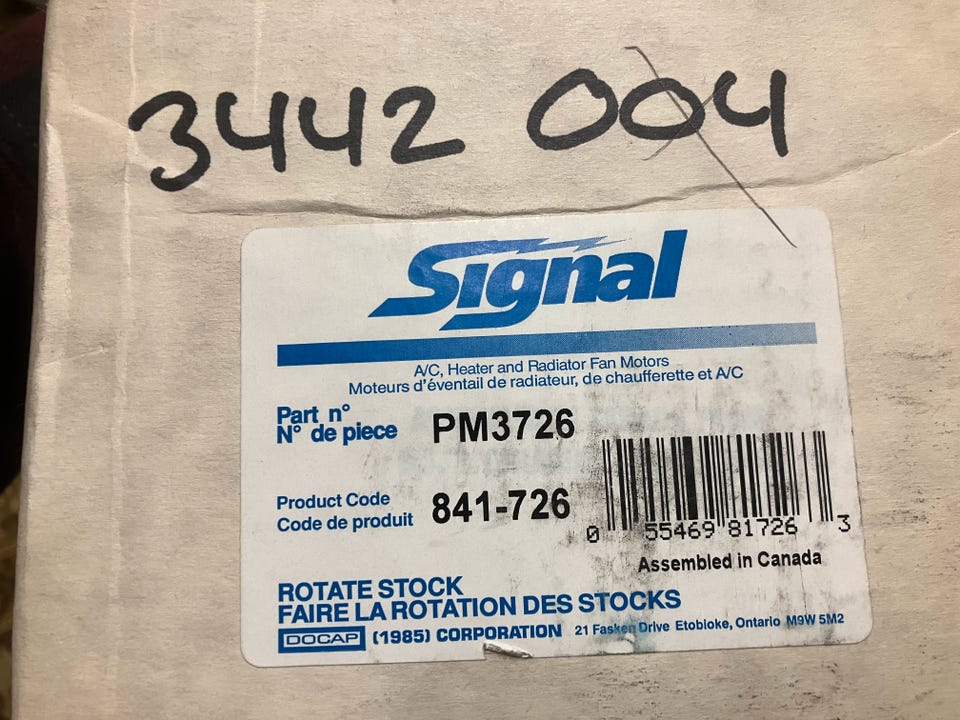 3442 004
Signal
A/C, Heater and Radiator Fan Motors
Moteurs d'éventail de radiateur, de chaufferette et A/C
Part n°
N° de piece
PM3726
Product Code
Code de produit
841-726
0 55469 81726 3
Assembled in Canada
ROTATE STOCK
FAIRE LA ROTATION DES STOCKS
DOCAP (1985) CORPORATION 21 Fasken Drive Etobioke, Ontario M9W 5M2